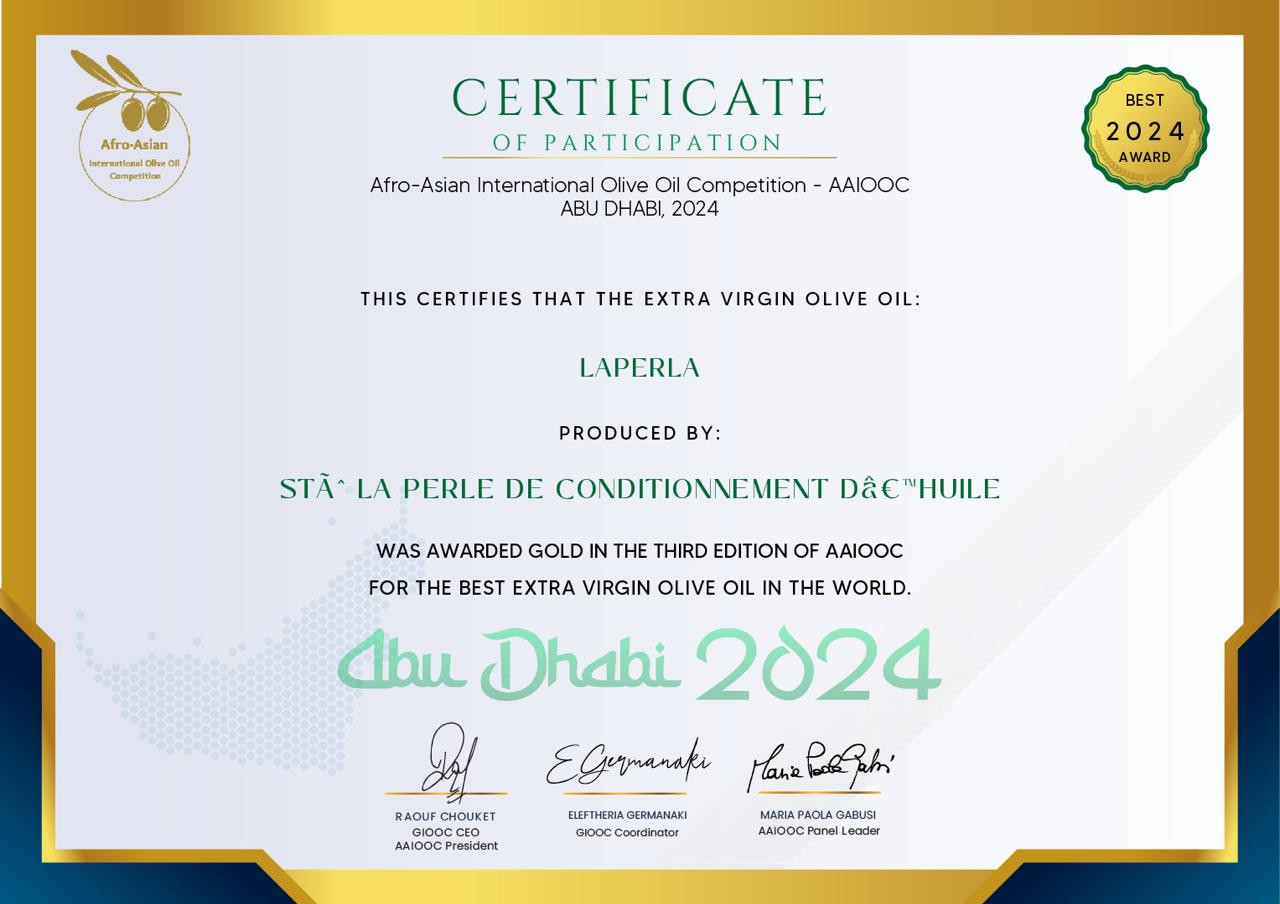 Afro-Asian
International Olive Oil
Competition
CERTIFICATE
OF PARTICIPATION
BEST
2024
AWARD
Afro-Asian International Olive Oil Competition - AAIOOC
ABU DHABI, 2024
THIS CERTIFIES THAT THE EXTRA VIRGIN OLIVE OIL:
LAPERLA
PRODUCED BY:
STÃˆ LA PERLE DE CONDITIONNEMENT Dâ€™HUILE
WAS AWARDED GOLD IN THE THIRD EDITION OF AAIOOC
FOR THE BEST EXTRA VIRGIN OLIVE OIL IN THE WORLD.
Abu Dhabi 2024
E Germanaki
Maria Paola Gabusi
RAOUF CHOUKET
GIOOC CEO
AAIOOC President
ELEFTHERIA GERMANAKI
GIOOC Coordinator
MARIA PAOLA GABUSI
AAIOOC Panel Leader